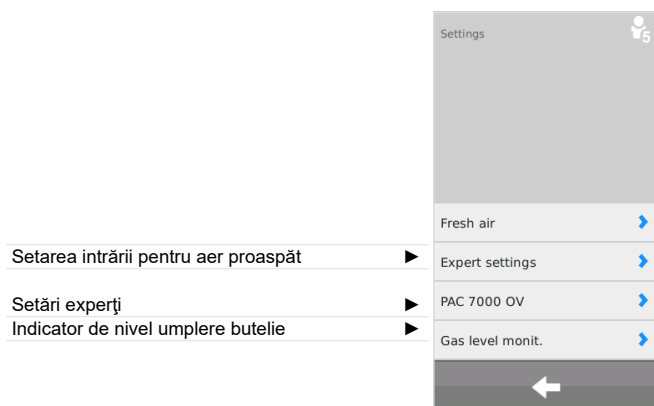 Settings
5
Fresh air
Setarea intrării pentru aer proaspăt ►
Expert settings
Setări experţi ►
PAC 7000 OV
Indicator de nivel umplere butelie ►
Gas level monit.